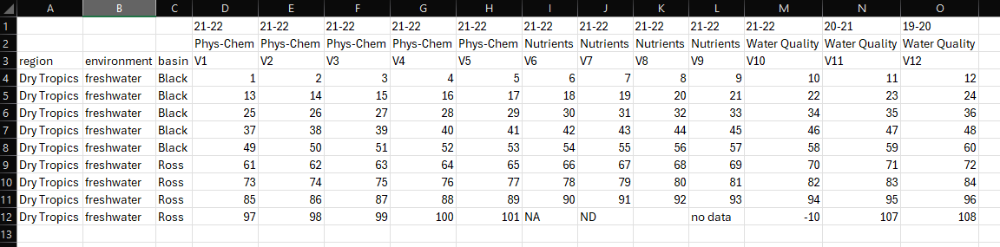 A B C D E F G H I J K L M N O
1 21-22 21-22 21-22 21-22 21-22 21-22 21-22 21-22 21-22 21-22 20-21 19-20
2 Phys-Chem Phys-Chem Phys-Chem Phys-Chem Phys-Chem Nutrients Nutrients Nutrients Nutrients Water Quality Water Quality Water Quality
3 region environment basin V1 V2 V3 V4 V5 V6 V7 V8 V9 V10 V11 V12
4 Dry Tropics freshwater Black 1 2 3 4 5 6 7 8 9 10 11 12
5 Dry Tropics freshwater Black 13 14 15 16 17 18 19 20 21 22 23 24
6 Dry Tropics freshwater Black 25 26 27 28 29 30 31 32 33 34 35 36
7 Dry Tropics freshwater Black 37 38 39 40 41 42 43 44 45 46 47 48
8 Dry Tropics freshwater Black 49 50 51 52 53 54 55 56 57 58 59 60
9 Dry Tropics freshwater Ross 61 62 63 64 65 66 67 68 69 70 71 72
10 Dry Tropics freshwater Ross 73 74 75 76 77 78 79 80 81 82 83 84
11 Dry Tropics freshwater Ross 85 86 87 88 89 90 91 92 93 94 95 96
12 Dry Tropics freshwater Ross 97 98 99 100 101 NA ND no data -10 107 108
13